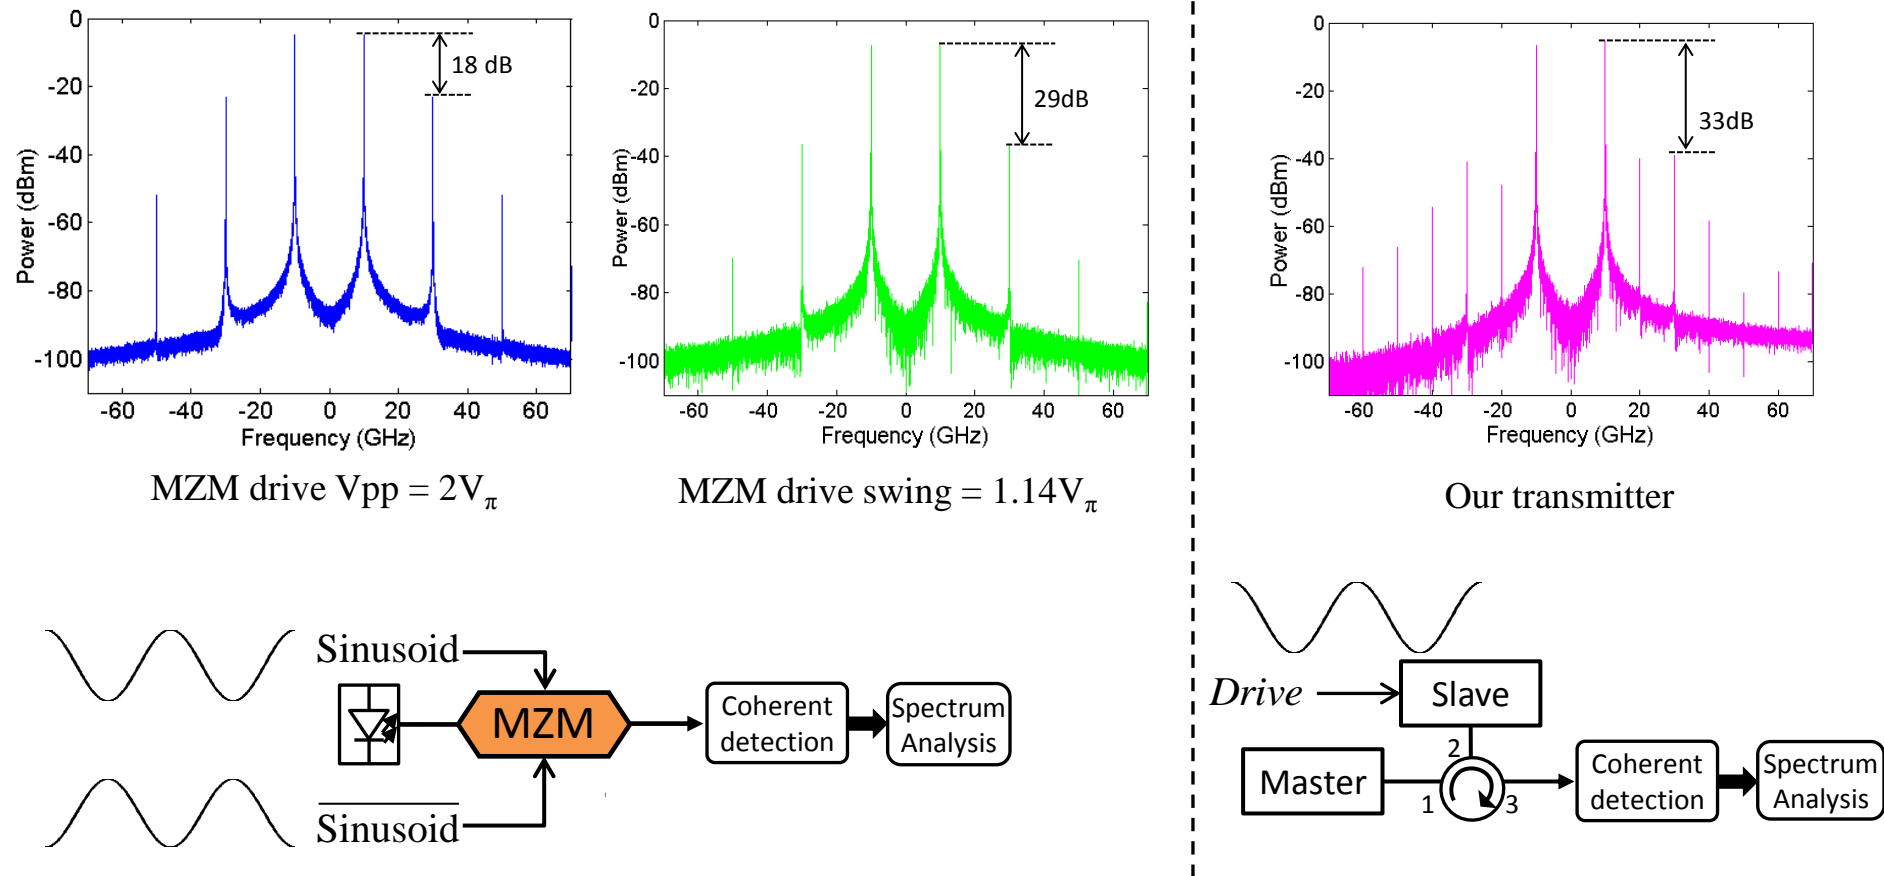 0
-20
-40
-60
-80
-100
Power (dBm)
18 dB
-60 -40 -20 0 20 40 60
Frequency (GHz)
MZM drive Vpp = 2Vπ
0
-20
-40
-60
-80
-100
Power (dBm)
29dB
-60 -40 -20 0 20 40 60
Frequency (GHz)
MZM drive swing = 1.14Vπ
0
-20
-40
-60
-80
-100
Power (dBm)
33dB
-60 -40 -20 0 20 40 60
Frequency (GHz)
Our transmitter
Sinusoid
MZM
Coherent
detection
Spectrum
Analysis
Sinusoid
Drive
Slave
Master
1
2
3
Coherent
detection
Spectrum
Analysis